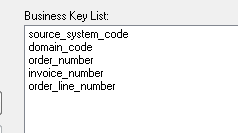 Business Key List:
source_system_code
domain_code
order_number
invoice_number
order_line_number